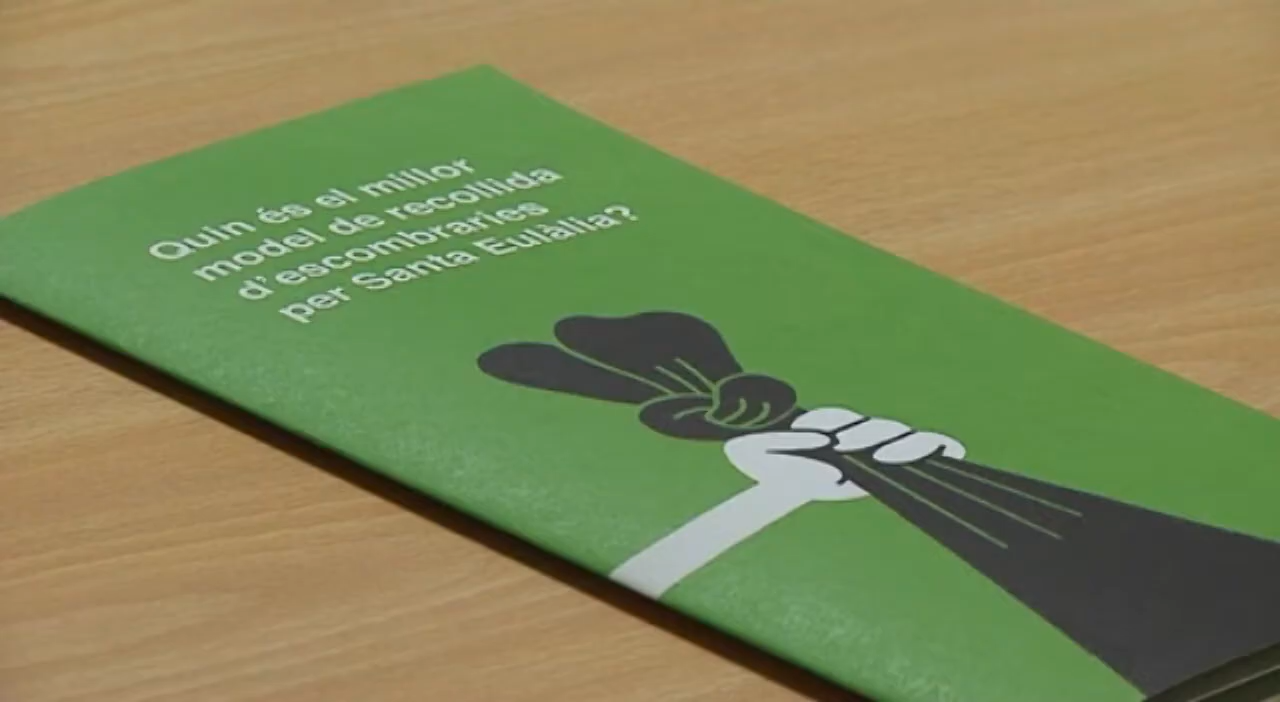 Quin és el millor
model de recollida
d'escombraries
per Santa Eulàlia?